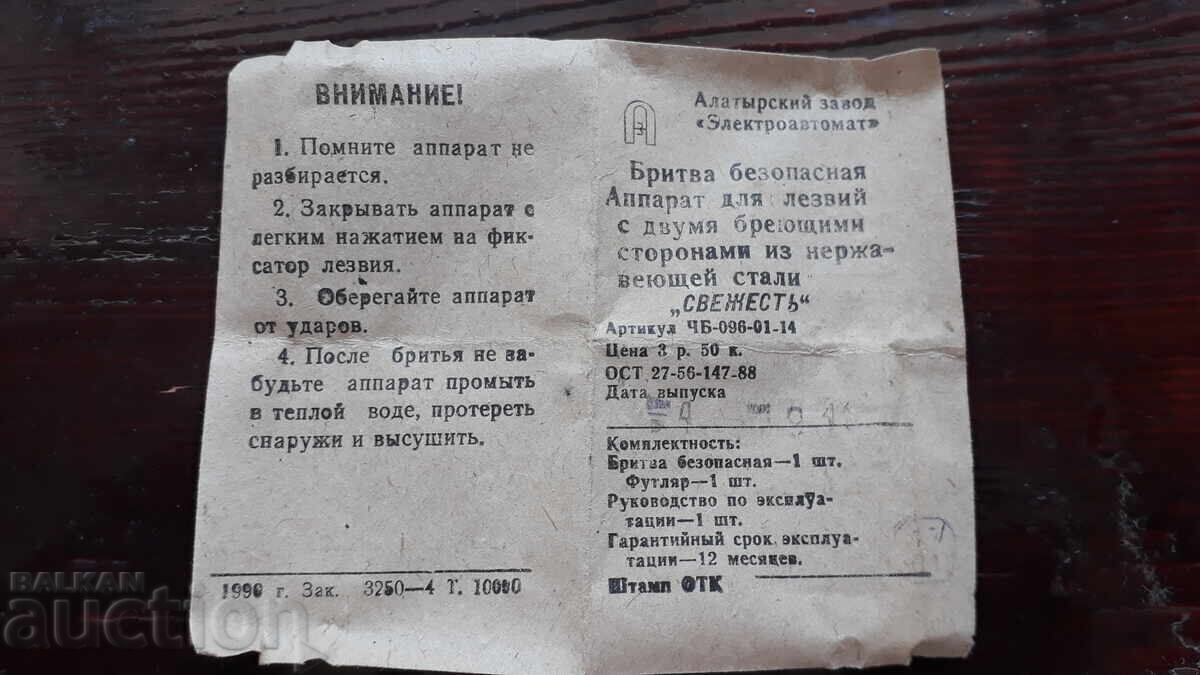 ВНИМАНИЕ!
1. Помните аппарат не
разбирается.
2. Закрывать аппарат с
легким нажатием на фик-
сатор лезвия.
3. Оберегайте аппарат
от ударов.
4. После бритья не за-
будьте аппарат промыть
в теплой воде, протереть
снаружи и высушить.
1990 г. Зак. 3250—4 Т. 10000
Алатырский завод
«Электроавтомат»
Бритва безопасная
Аппарат для лезвий
с двумя бреющими
сторонами из нержа-
веющей стали
„СВЕЖЕСТЬ“
Артикул ЧБ-096-01-14
Цена 3 р. 50 к.
ОСТ 27-56-147-88
Дата выпуска
Комплектность:
Бритва безопасная—1 шт.
Футляр—1 шт.
Руководство по эксплуа-
тации—1 шт.
Гарантийный срок эксплуа-
тации—12 месяцев.
Штамп ОТК
BALKAN
auction